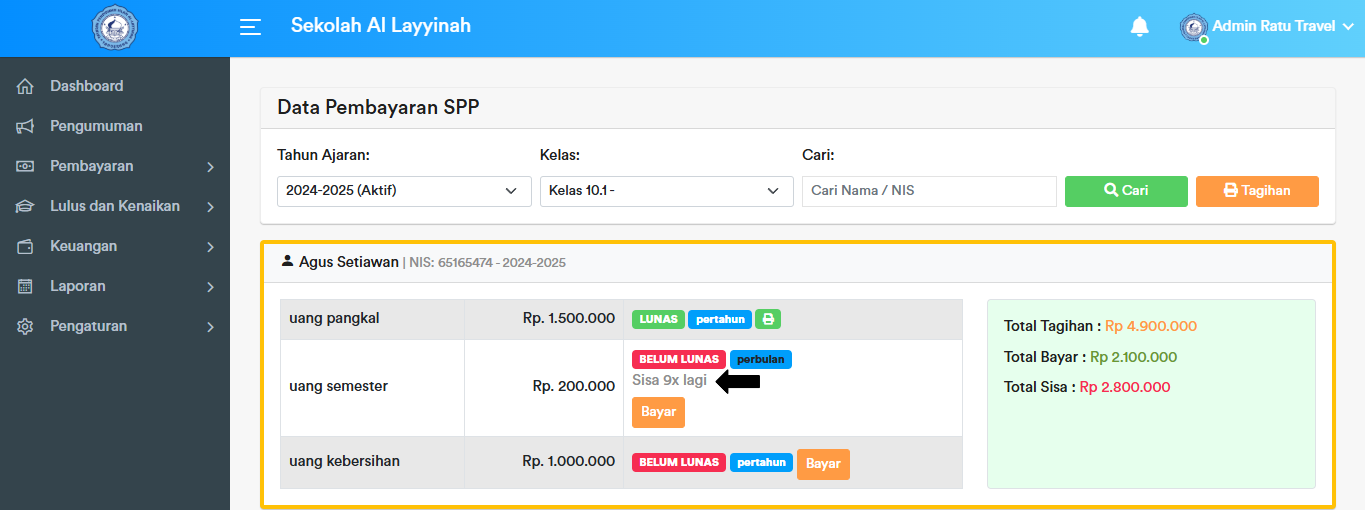 Sekolah Al Layyinah
Admin Ratu Travel
Dashboard
Pengumuman
Pembayaran
Lulus dan Kenaikan
Keuangan
Laporan
Pengaturan
Data Pembayaran SPP
Tahun Ajaran: Kelas: Cari:
2024-2025 (Aktif) Kelas 10.1 - Cari Nama / NIS Cari Tagihan
Agus Setiawan | NIS: 65165474 - 2024-2025
uang pangkal Rp. 1.500.000 LUNAS pertahun
uang semester Rp. 200.000 BELUM LUNAS perbulan
Sisa 9x lagi
Bayar
uang kebersihan Rp. 1.000.000 BELUM LUNAS pertahun Bayar
Total Tagihan : Rp 4.900.000
Total Bayar : Rp 2.100.000
Total Sisa : Rp 2.800.000